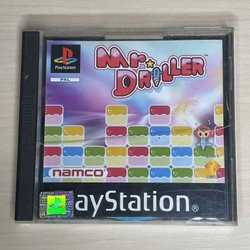 PlayStation
PAL
Mr. DRILLER
namco
PlayStation